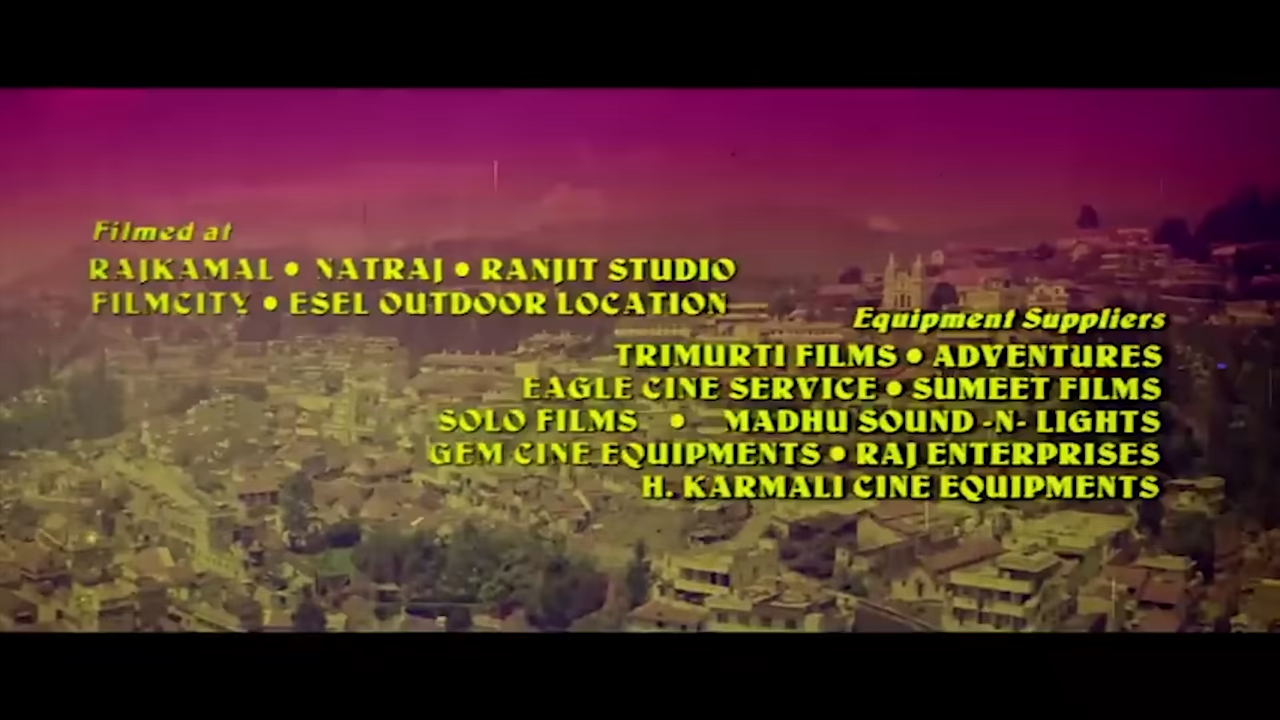 Filmed at
RAJKAMAL • NATRAJ • RANJIT STUDIO
FILMCITY • ESEL OUTDOOR LOCATION
Equipment Suppliers
TRIMURTI FILMS • ADVENTURES
EAGLE CINE SERVICE • SUMEET FILMS
SOLO FILMS • MADHU SOUND -N- LIGHTS
GEM CINE EQUIPMENTS • RAJ ENTERPRISES
H. KARMALI CINE EQUIPMENTS